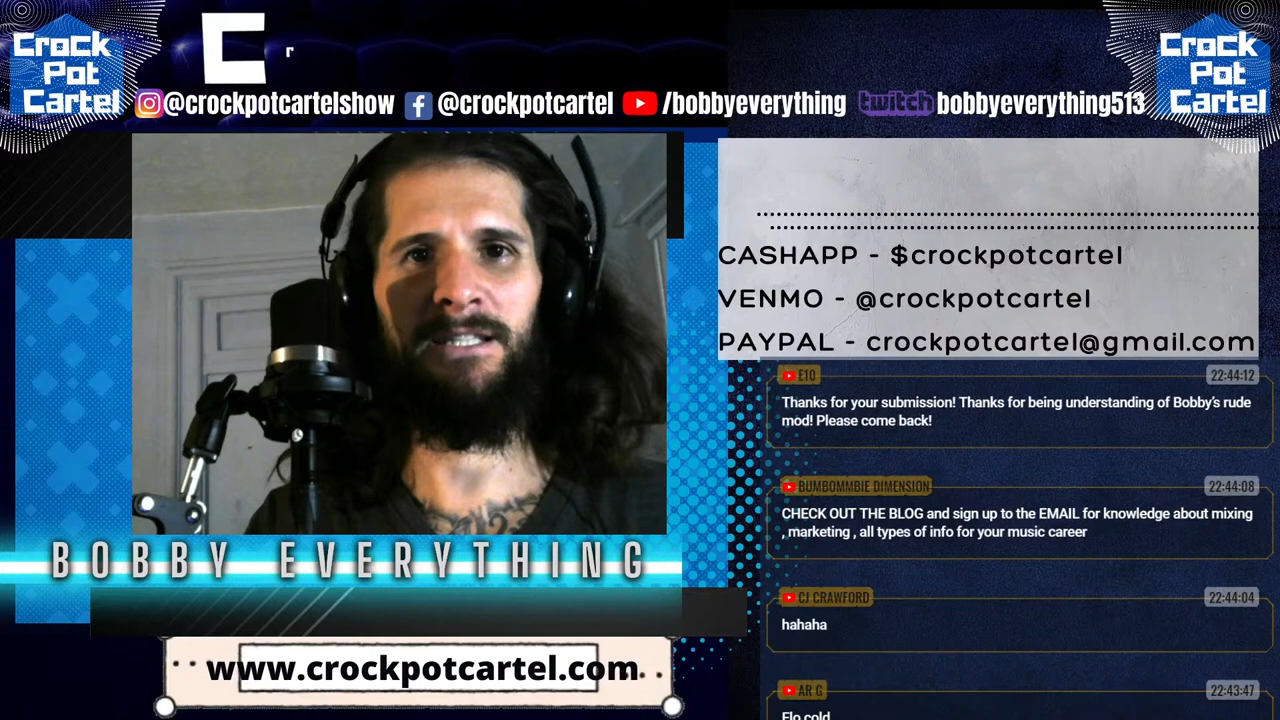 Crock
Pot
Cartel
C r
@crockpotcartelshow @crockpotcartel /bobbyeverything twitch bobbyeverything513
Crock
Pot
Cartel
CASHAPP - $crockpotcartel
VENMO - @crockpotcartel
PAYPAL - crockpotcartel@gmail.com
E10 22:44:12
Thanks for your submission! Thanks for being understanding of Bobby's rude
mod! Please come back!
BUMBOMMBIE DIMENSION 22:44:08
CHECK OUT THE BLOG and sign up to the EMAIL for knowledge about mixing
, marketing , all types of info for your music career
CJ CRAWFORD 22:44:04
hahaha
AR G 22:43:47
Flo cold
BOBBY EVERYTHING
www.crockpotcartel.com